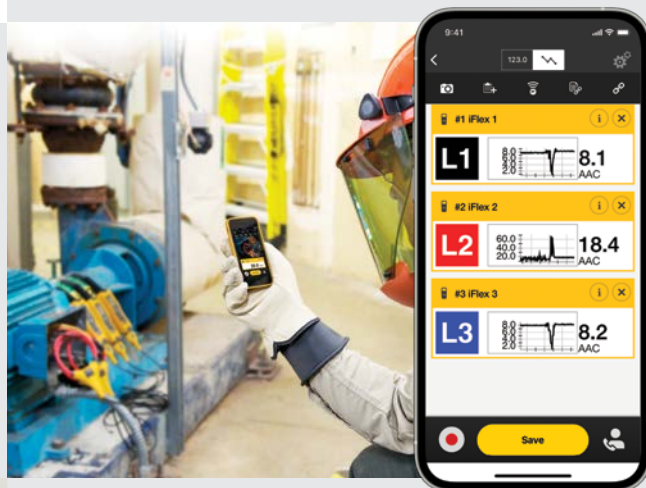 9:41
123.0
#1 iFlex 1
i
L1
8.0
6.0
4.0
2.0
8.1
AAC
#2 iFlex 2
i
L2
60.0
40.0
20.0
18.4
AAC
#3 iFlex 3
i
L3
8.0
6.0
4.0
2.0
8.2
AAC
Save